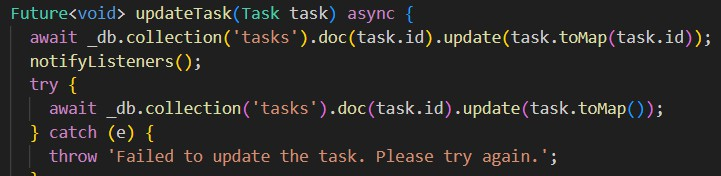 Future<void> updateTask(Task task) async {
await _db.collection('tasks').doc(task.id).update(task.toMap(task.id));
notifyListeners();
try {
await _db.collection('tasks').doc(task.id).update(task.toMap());
} catch (e) {
throw 'Failed to update the task. Please try again.';
}